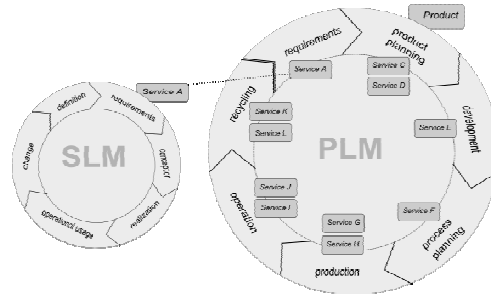 Product
requirements
product
planning
Service A
Service C
Service D
Service A
definition
requirements
recycling
development
Service K
Service L
Service E
change
SLM
concept
PLM
operation
Service J
Service I
Service F
operational usage
realization
Service G
Service H
process
planning
production